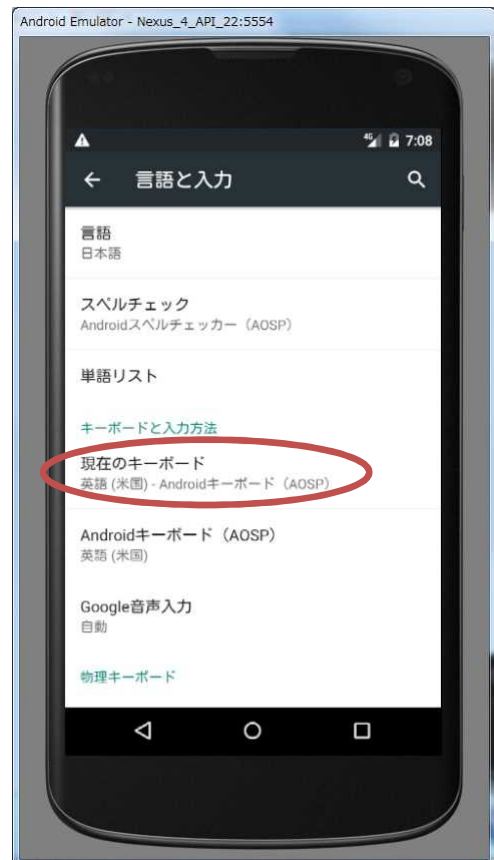 Android Emulator - Nexus_4_API_22:5554
4G 7:08
言語と入力
言語
日本語
スペルチェック
Androidスペルチェッカー（AOSP）
単語リスト
キーボードと入力方法
現在のキーボード
英語 (米国) - Androidキーボード（AOSP）
Androidキーボード（AOSP）
英語 (米国)
Google音声入力
自動
物理キーボード